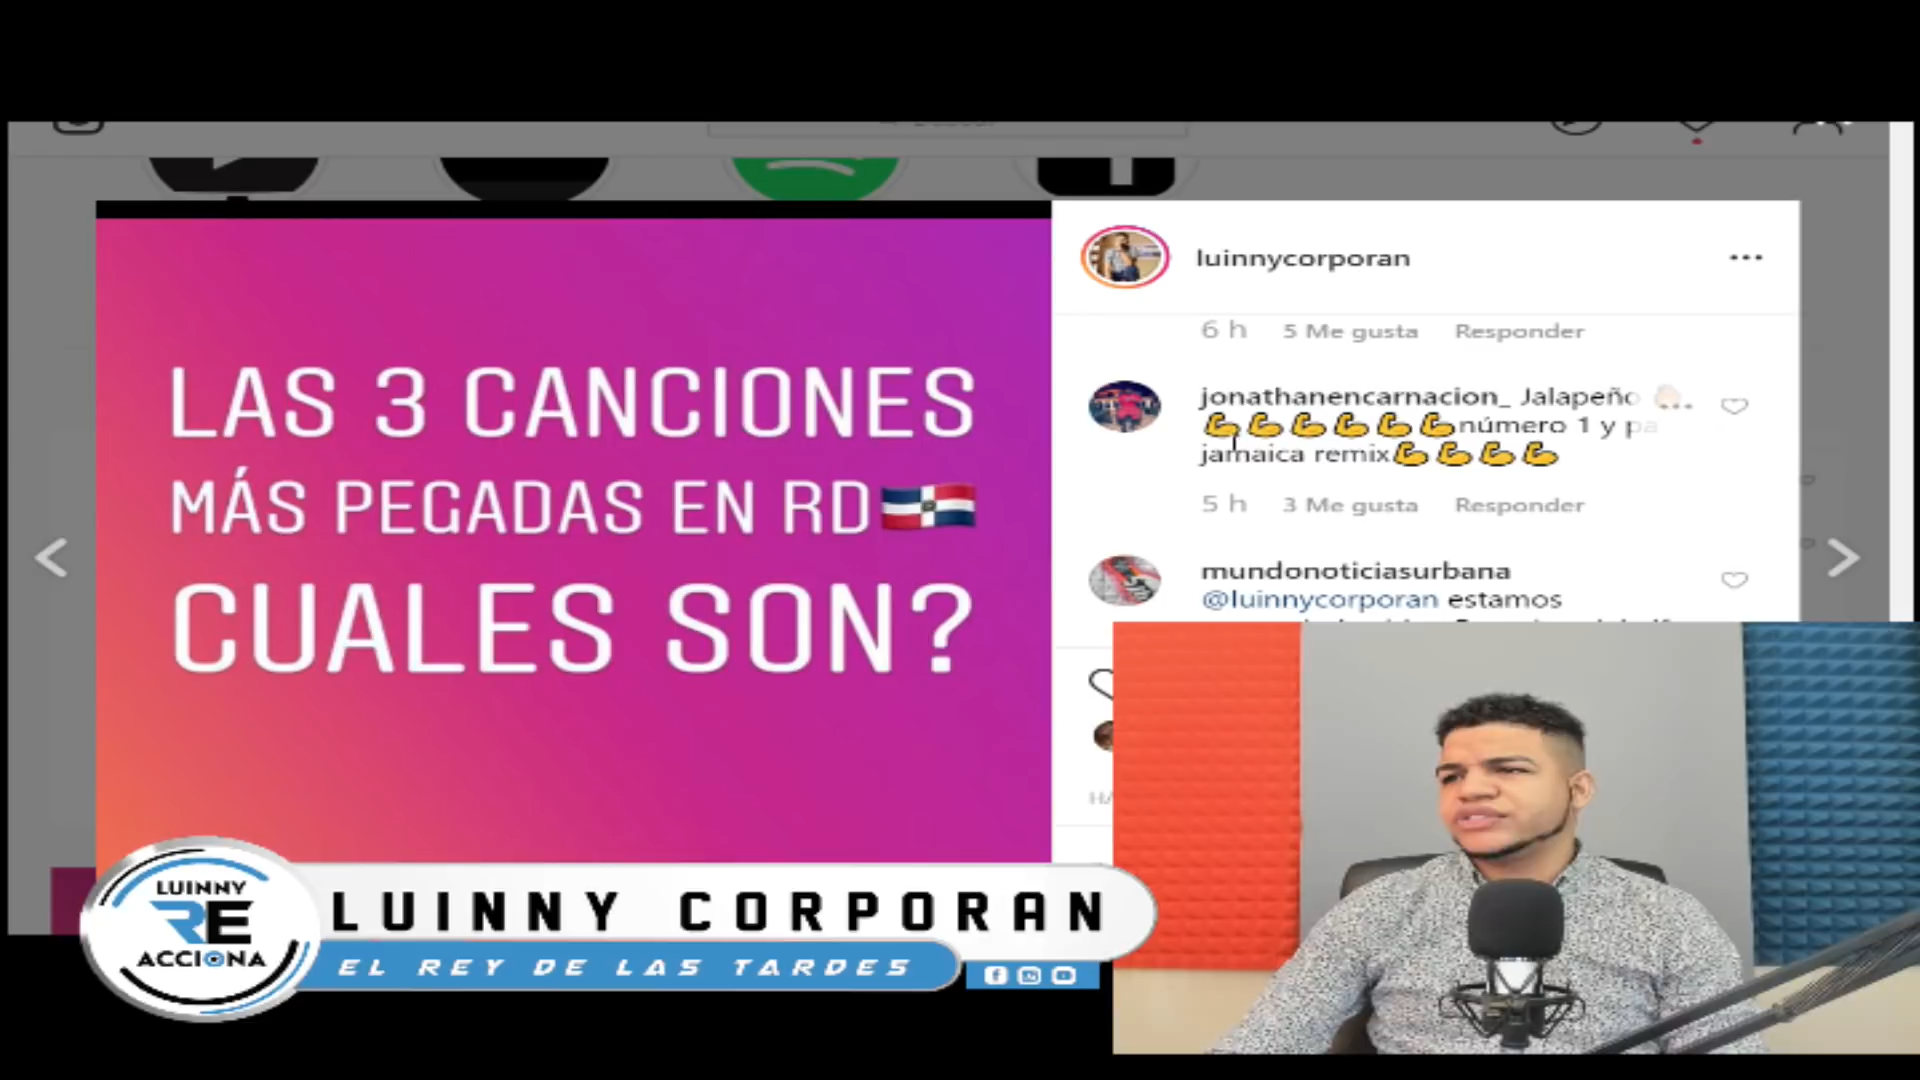 LAS 3 CANCIONES
MÁS PEGADAS EN RD
CUALES SON?
luinnycorporan
6 h 5 Me gusta Responder
jonathanencarnacion_ Jalapeño
número 1 y pa
jamaica remix
5 h 3 Me gusta Responder
mundonoticiasurbana
@luinnycorporan estamos
LUINNY
RE
ACCIONA
LUINNY CORPORAN
EL REY DE LAS TARDES